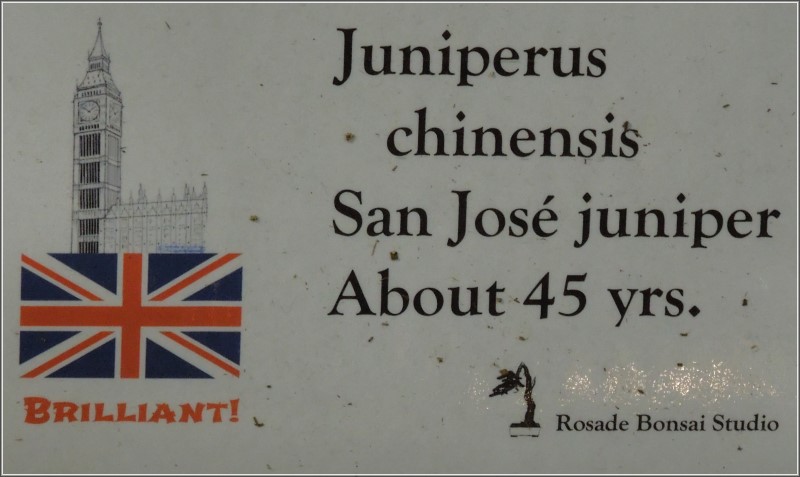 Juniperus
chinensis
San José juniper
About 45 yrs.
BRILLIANT!
Rosade Bonsai Studio